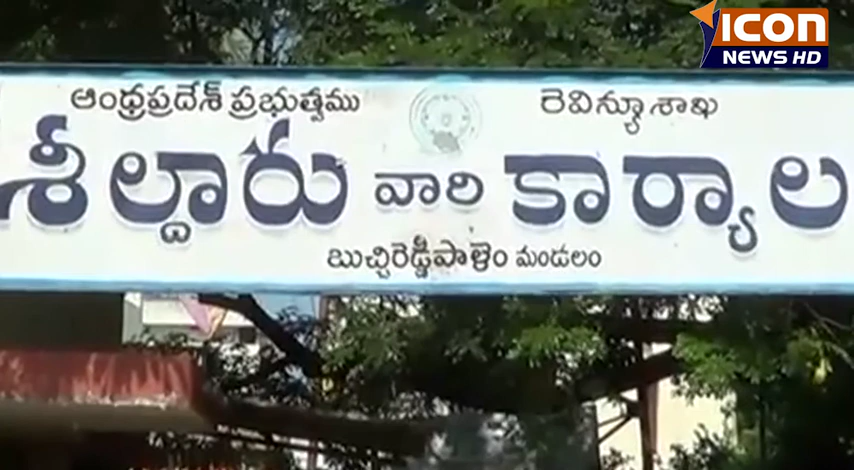 ICON
NEWS HD
ఆంధ్రప్రదేశ్ ప్రభుత్వము రెవిన్యూ శాఖ
శీల్దారు వారి కార్యాల
బుచ్చిరెడ్డిపాళెం మండలం